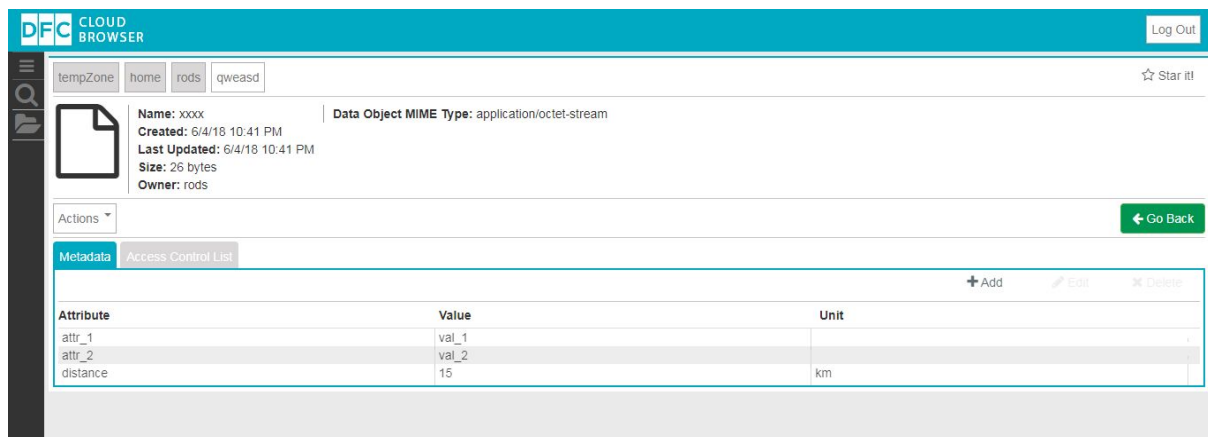 DFC CLOUD
BROWSER
Log Out
tempZone home rods qweasd
Star it!
Name: xxxx
Created: 6/4/18 10:41 PM
Last Updated: 6/4/18 10:41 PM
Size: 26 bytes
Owner: rods
Data Object MIME Type: application/octet-stream
Actions
Go Back
Metadata Access Control List
Add Edit Delete
Attribute Value Unit
attr_1 val_1
attr_2 val_2
distance 15 km